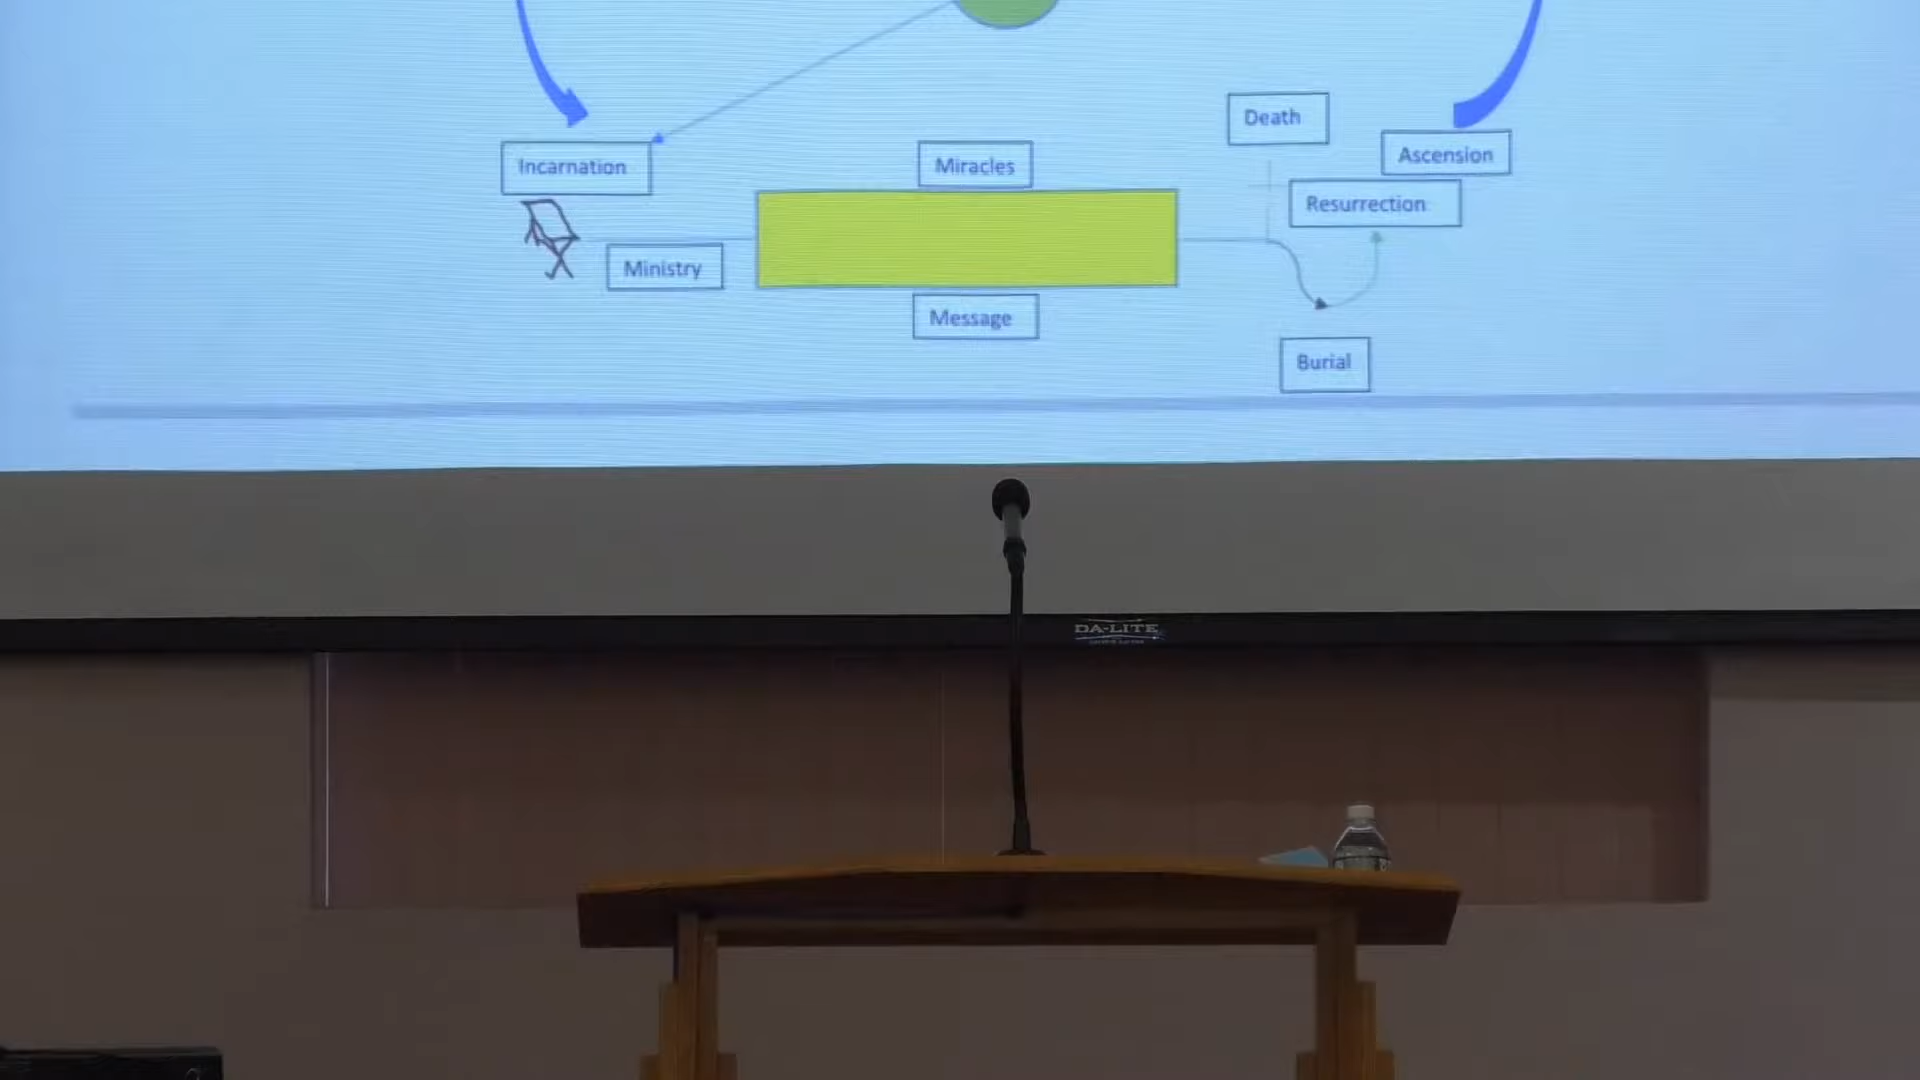 Death
Ascension
Incarnation
Miracles
Resurrection
Ministry
Message
Burial
DA-LITE